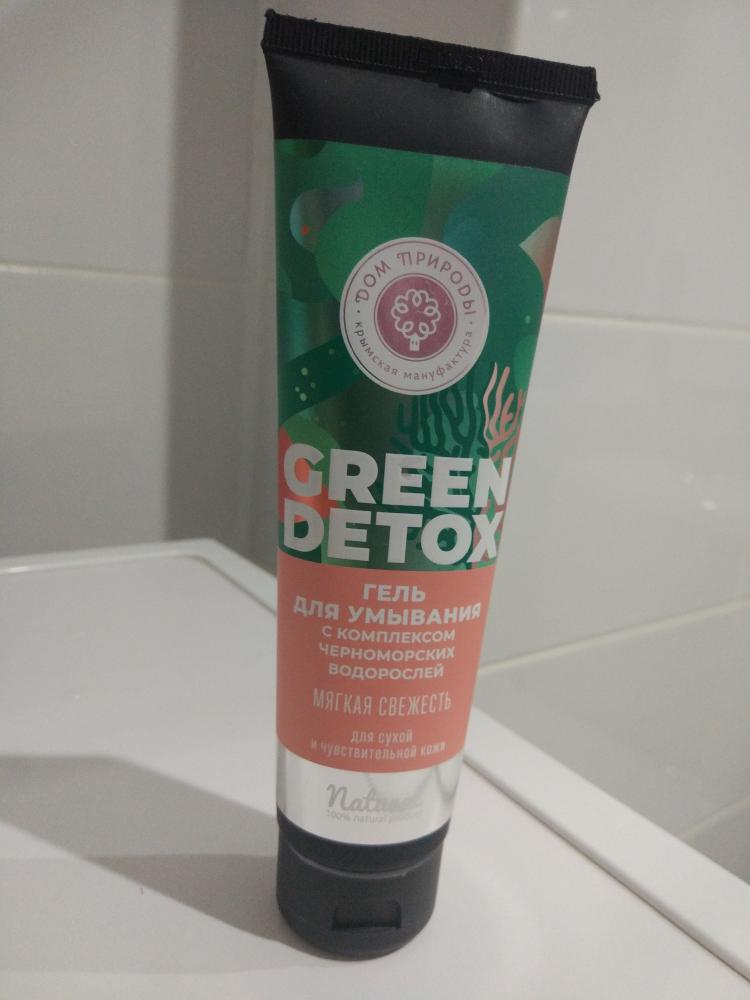 ДОМ ПРИРОДЫ
крымская мануфактура
GREEN
DETOX
ГЕЛЬ
ДЛЯ УМЫВАНИЯ
С КОМПЛЕКСОМ
ЧЕРНОМОРСКИХ
ВОДОРОСЛЕЙ
МЯГКАЯ СВЕЖЕСТЬ
для сухой
и чувствительной кожи
Natural
100% natural product